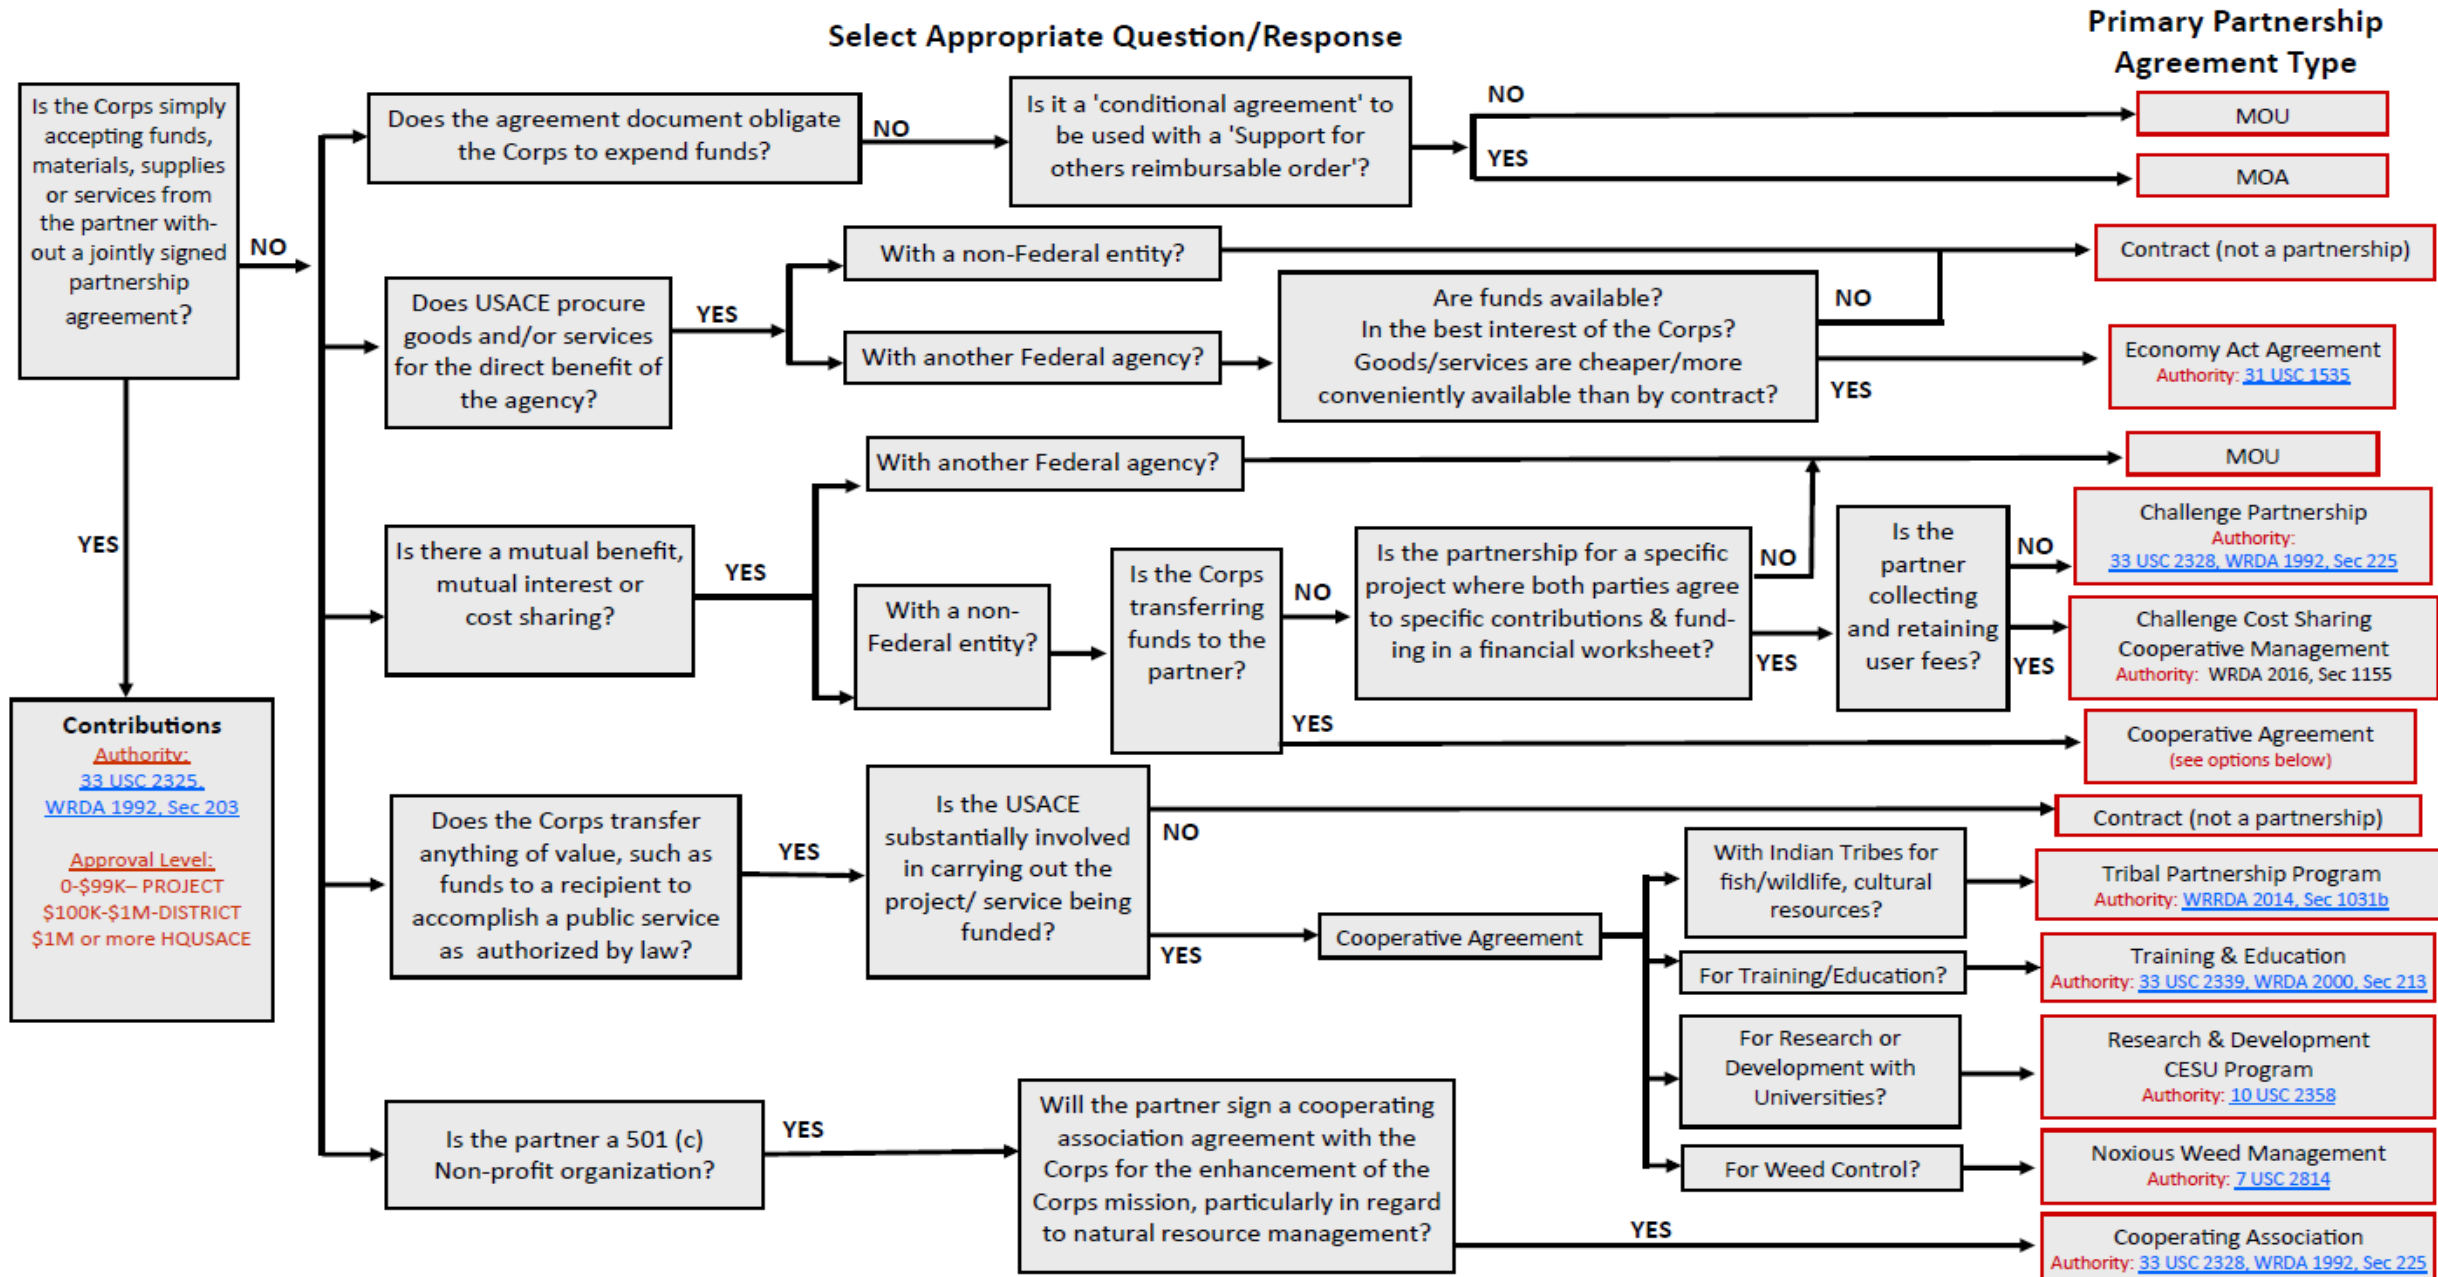 Select Appropriate Question/Response
Primary Partnership
Agreement Type
Is the Corps simply
accepting funds,
materials, supplies
or services from
the partner with-
out a jointly signed
partnership
agreement?
NO
YES
Contributions
Authority:
33 USC 2325,
WRDA 1992, Sec 203
Approval Level:
0-$99K– PROJECT
$100K-$1M-DISTRICT
$1M or more HQUSACE
Does the agreement document obligate
the Corps to expend funds?
NO
Is it a 'conditional agreement' to
be used with a 'Support for
others reimbursable order'?
NO
YES
MOU
MOA
Does USACE procure
goods and/or services
for the direct benefit of
the agency?
YES
With a non-Federal entity?
With another Federal agency?
Are funds available?
In the best interest of the Corps?
Goods/services are cheaper/more
conveniently available than by contract?
NO
YES
Contract (not a partnership)
Economy Act Agreement
Authority: 31 USC 1535
Is there a mutual benefit,
mutual interest or
cost sharing?
YES
With another Federal agency?
MOU
With a non-
Federal entity?
Is the Corps
transferring
funds to the
partner?
NO
YES
Is the partnership for a specific
project where both parties agree
to specific contributions & fund-
ing in a financial worksheet?
NO
YES
Is the
partner
collecting
and retaining
user fees?
NO
YES
Challenge Partnership
Authority:
33 USC 2328, WRDA 1992, Sec 225
Challenge Cost Sharing
Cooperative Management
Authority: WRDA 2016, Sec 1155
Cooperative Agreement
(see options below)
Does the Corps transfer
anything of value, such as
funds to a recipient to
accomplish a public service
as authorized by law?
YES
Is the USACE
substantially involved
in carrying out the
project/ service being
funded?
NO
YES
Contract (not a partnership)
Cooperative Agreement
With Indian Tribes for
fish/wildlife, cultural
resources?
Tribal Partnership Program
Authority: WRRDA 2014, Sec 1031b
For Training/Education?
Training & Education
Authority: 33 USC 2339, WRDA 2000, Sec 213
For Research or
Development with
Universities?
Research & Development
CESU Program
Authority: 10 USC 2358
For Weed Control?
Noxious Weed Management
Authority: 7 USC 2814
Is the partner a 501 (c)
Non-profit organization?
YES
Will the partner sign a cooperating
association agreement with the
Corps for the enhancement of the
Corps mission, particularly in regard
to natural resource management?
YES
Cooperating Association
Authority: 33 USC 2328, WRDA 1992, Sec 225